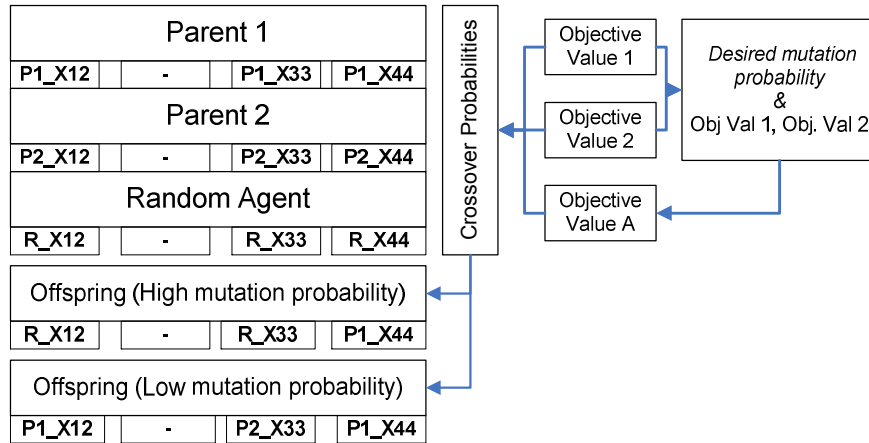 Parent 1
P1_X12 - P1_X33 P1_X44
Parent 2
P2_X12 - P2_X33 P2_X44
Random Agent
R_X12 - R_X33 R_X44
Offspring (High mutation probability)
R_X12 - R_X33 P1_X44
Offspring (Low mutation probability)
P1_X12 - P2_X33 P1_X44
Crossover Probabilities
Objective
Value 1
Objective
Value 2
Objective
Value A
Desired mutation
probability
&
Obj Val 1, Obj. Val 2